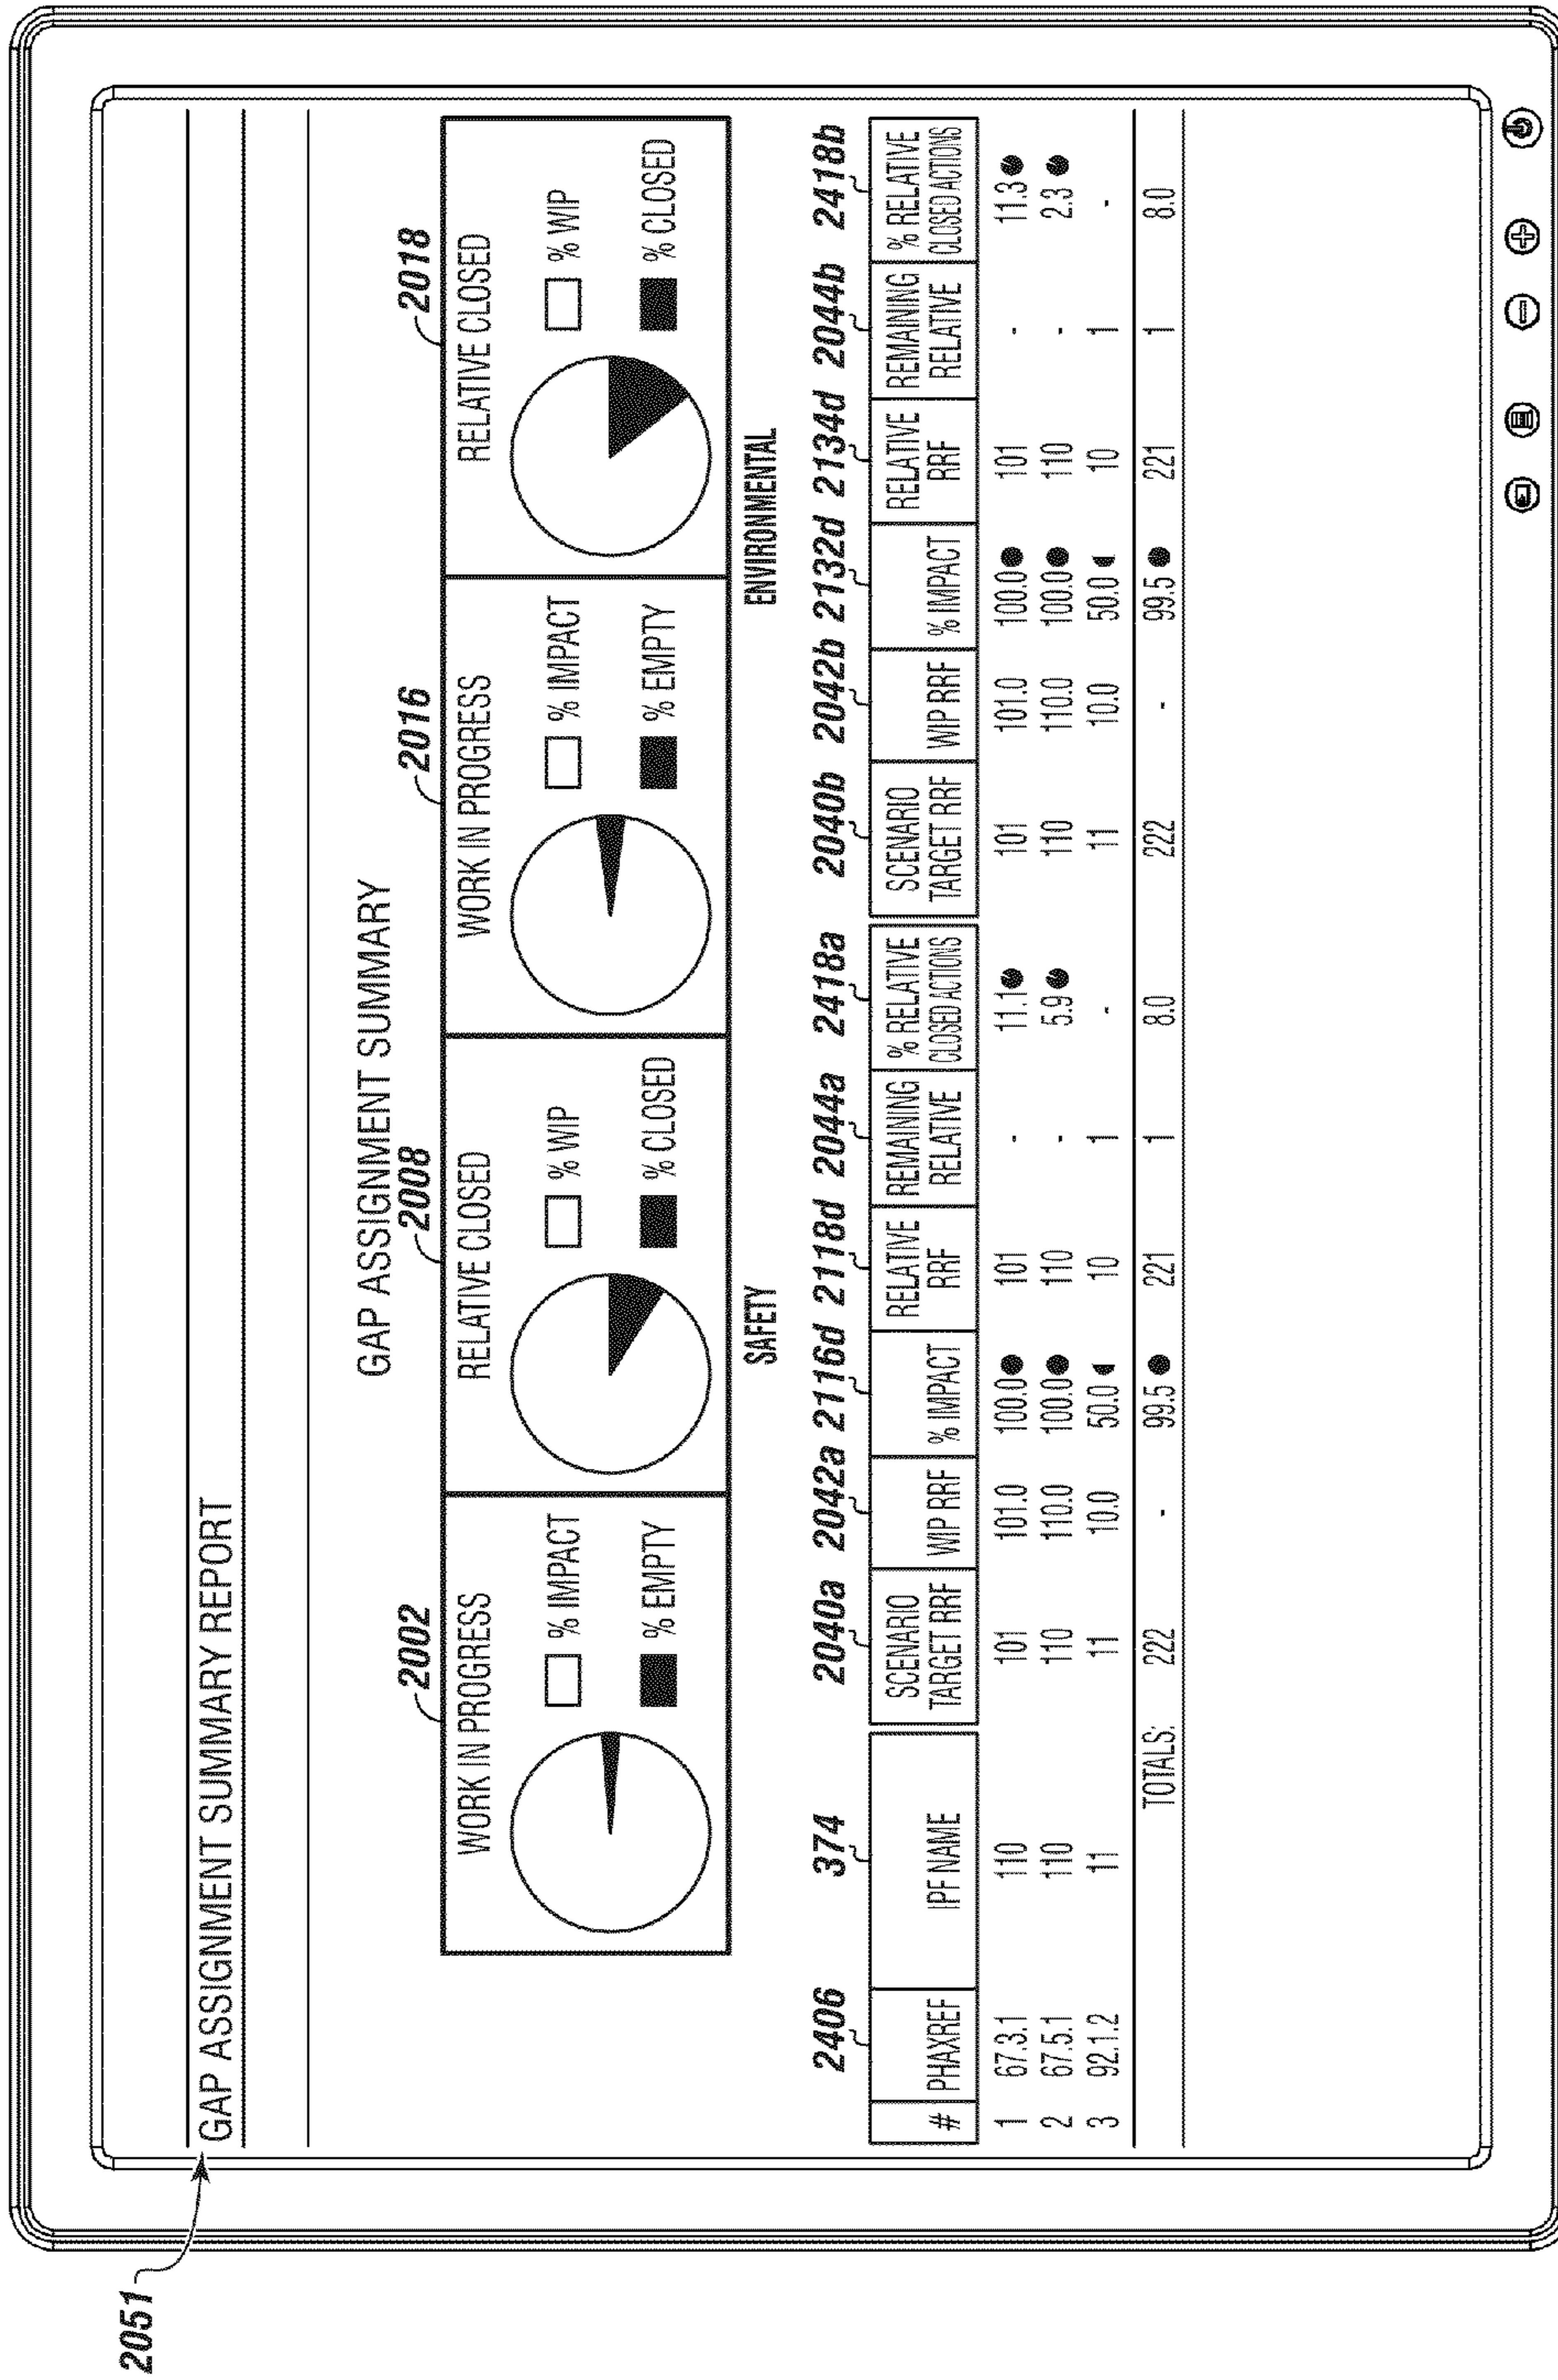 2051
GAP ASSIGNMENT SUMMARY REPORT
GAP ASSIGNMENT SUMMARY
2002 2008 2016 2018
WORK IN PROGRESS RELATIVE CLOSED WORK IN PROGRESS RELATIVE CLOSED
% IMPACT % WIP % IMPACT % WIP
% EMPTY % CLOSED % EMPTY % CLOSED
SAFETY ENVIRONMENTAL
2406 374 2040a 2042a 2116d 2118d 2044a 2418a 2040b 2042b 2132d 2134d 2044b 2418b
# PHAXREF IPF NAME SCENARIO TARGET RRF WIP RRF % IMPACT RELATIVE RRF REMAINING RELATIVE % RELATIVE CLOSED ACTIONS SCENARIO TARGET RRF WIP RRF % IMPACT RELATIVE RRF REMAINING RELATIVE % RELATIVE CLOSED ACTIONS
1 67.3.1 110 101 101.0 100.0 101 - 11.1 101 101.0 100.0 101 - 11.3
2 67.5.1 110 110 110.0 100.0 110 - 5.9 110 110.0 100.0 110 - 2.3
3 92.1.2 11 11 10.0 50.0 10 1 - 11 10.0 50.0 10 1 -
TOTALS: 222 - 99.5 221 1 8.0 222 - 99.5 221 1 8.0